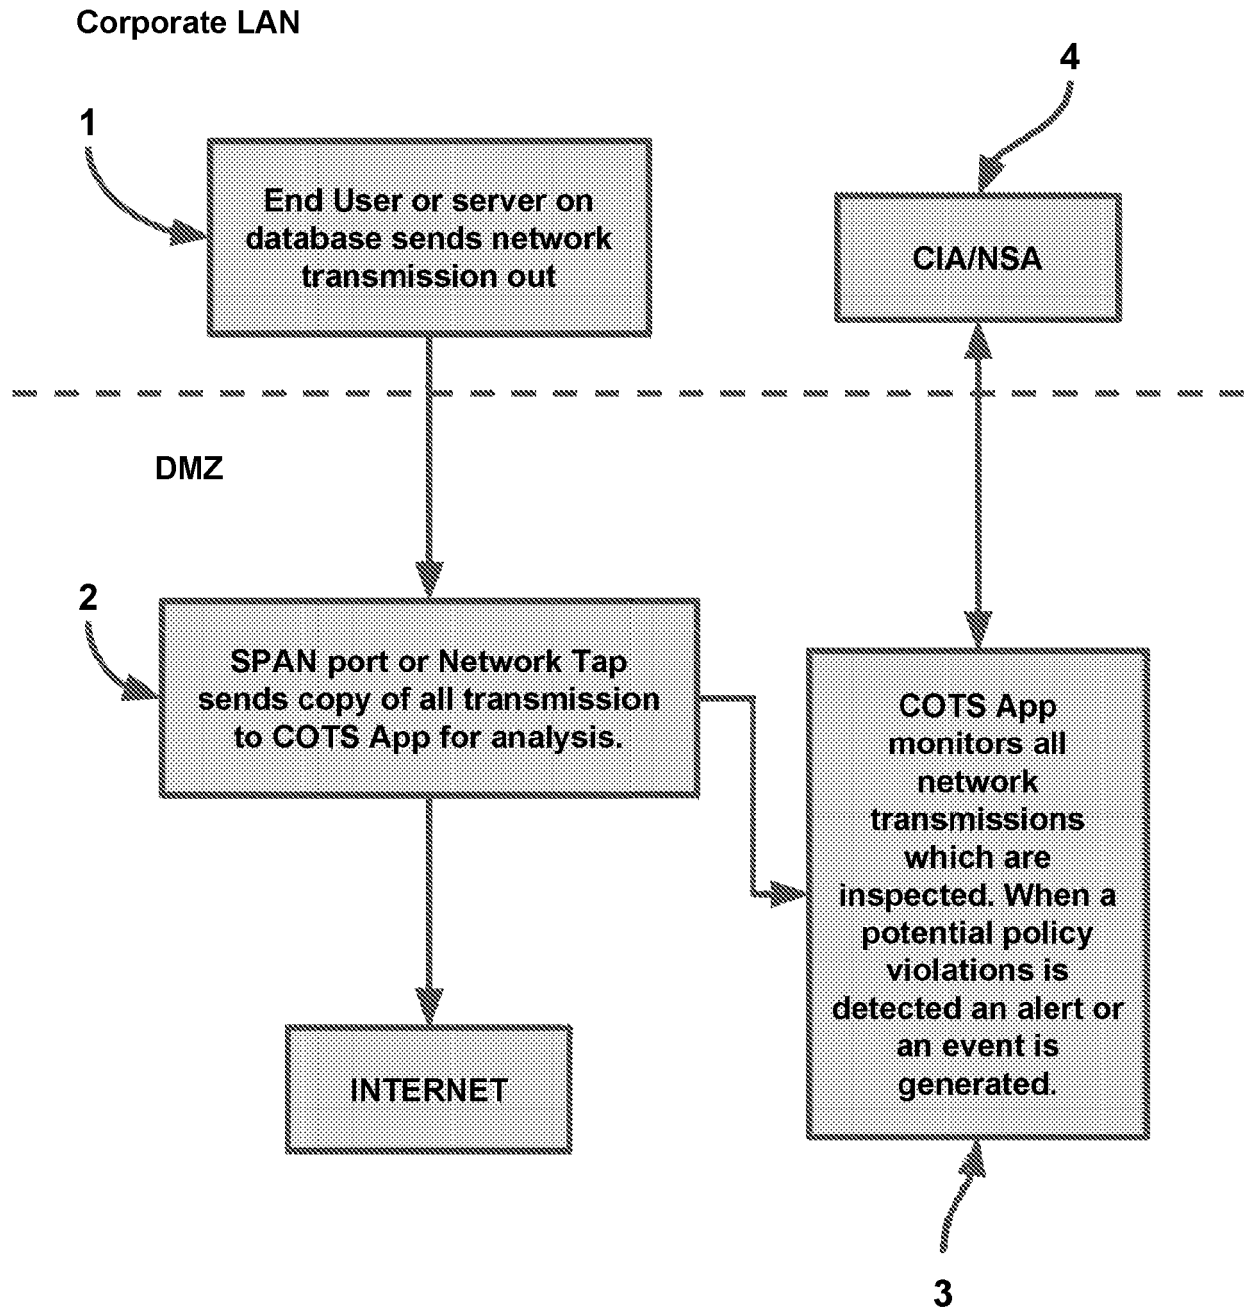 Corporate LAN
4
1
End User or server on
database sends network
transmission out
CIA/NSA
DMZ
2
SPAN port or Network Tap
sends copy of all transmission
to COTS App for analysis.
COTS App
monitors all
network
transmissions
which are
inspected. When a
potential policy
violations is
detected an alert or
an event is
generated.
INTERNET
3